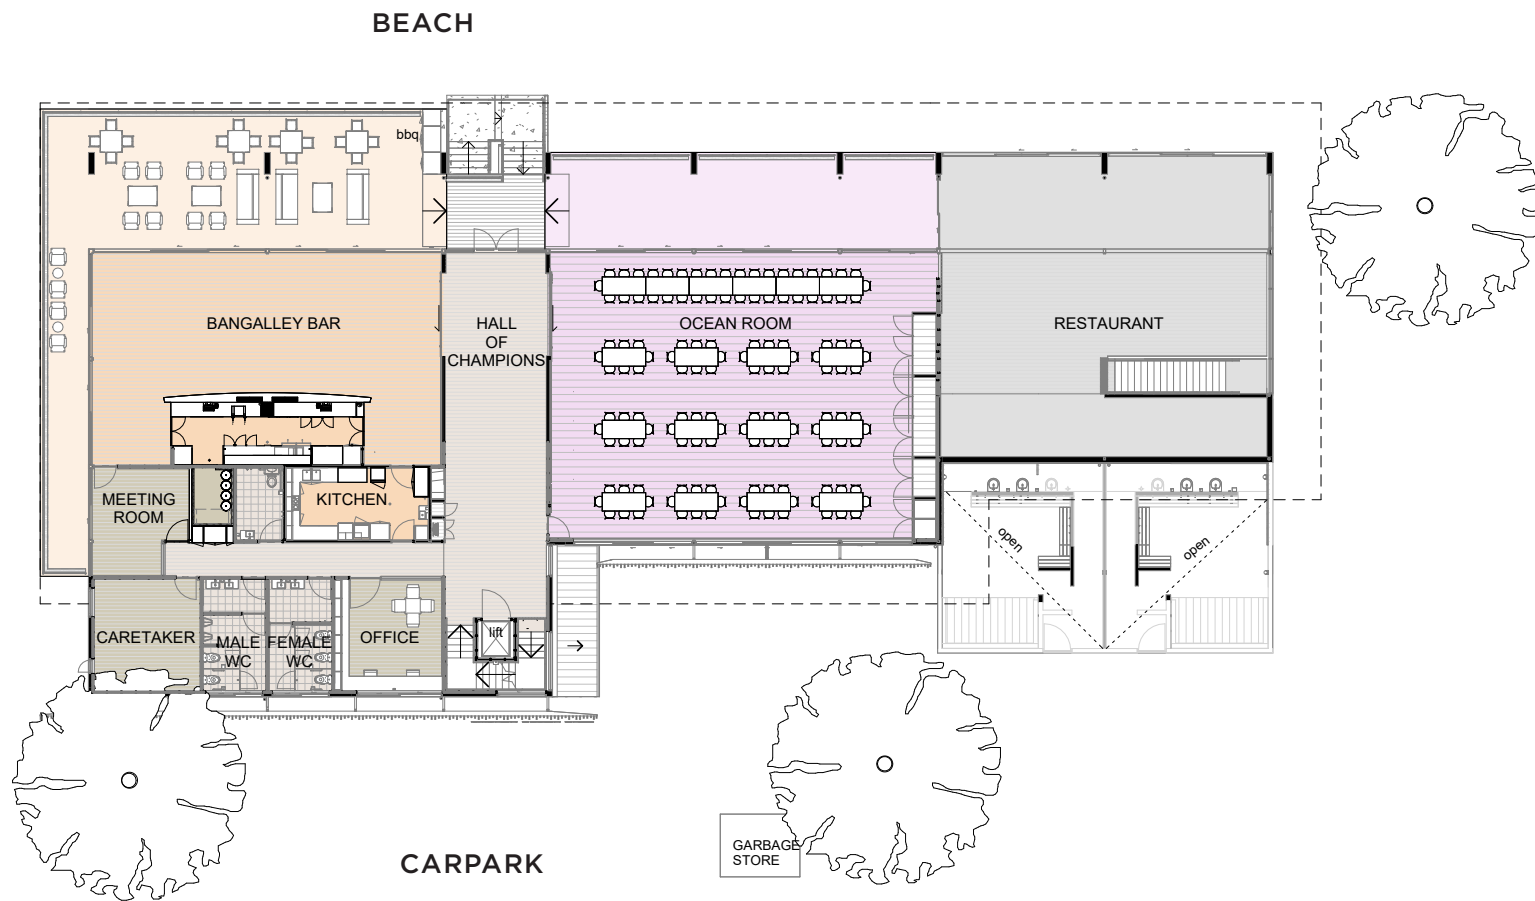 BEACH
bbq
BANGALLEY BAR
HALL
OF
CHAMPIONS
OCEAN ROOM
RESTAURANT
MEETING
ROOM
KITCHEN
open
open
CARETAKER
MALE
WC
FEMALE
WC
OFFICE
lift
GARBAGE
STORE
CARPARK